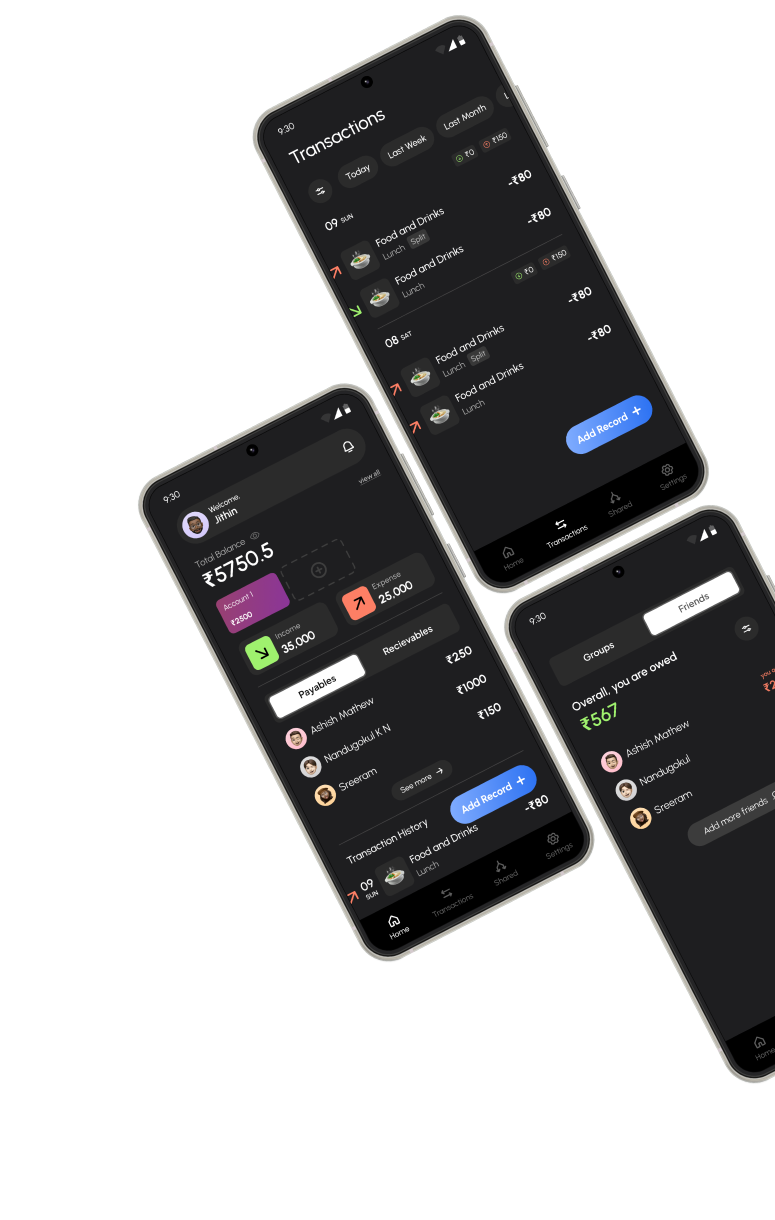 9:30
Transactions
Today
Last Week
Last Month
L
09 SUN
₹0
₹150
Food and Drinks
-₹80
Lunch
Split
Food and Drinks
-₹80
Lunch
08 SAT
₹0
₹150
Food and Drinks
-₹80
Lunch
Split
Food and Drinks
-₹80
Lunch
Add Record +
Home
Transactions
Shared
Settings
9:30
Welcome,
Jithin
view all
Total Balance
₹5750.5
Account 1
₹2500
Income
35,000
Expense
25,000
Payables
Recievables
Ashish Mathew
₹250
Nandugokul K N
₹1000
Sreeram
₹150
See more
Transaction History
Add Record +
09
SUN
Food and Drinks
-₹80
Lunch
Home
Transactions
Shared
Settings
9:30
Groups
Friends
Overall, you are owed
₹567
Ashish Mathew
you o
₹2
Nandugokul
Sreeram
Add more friends
Home